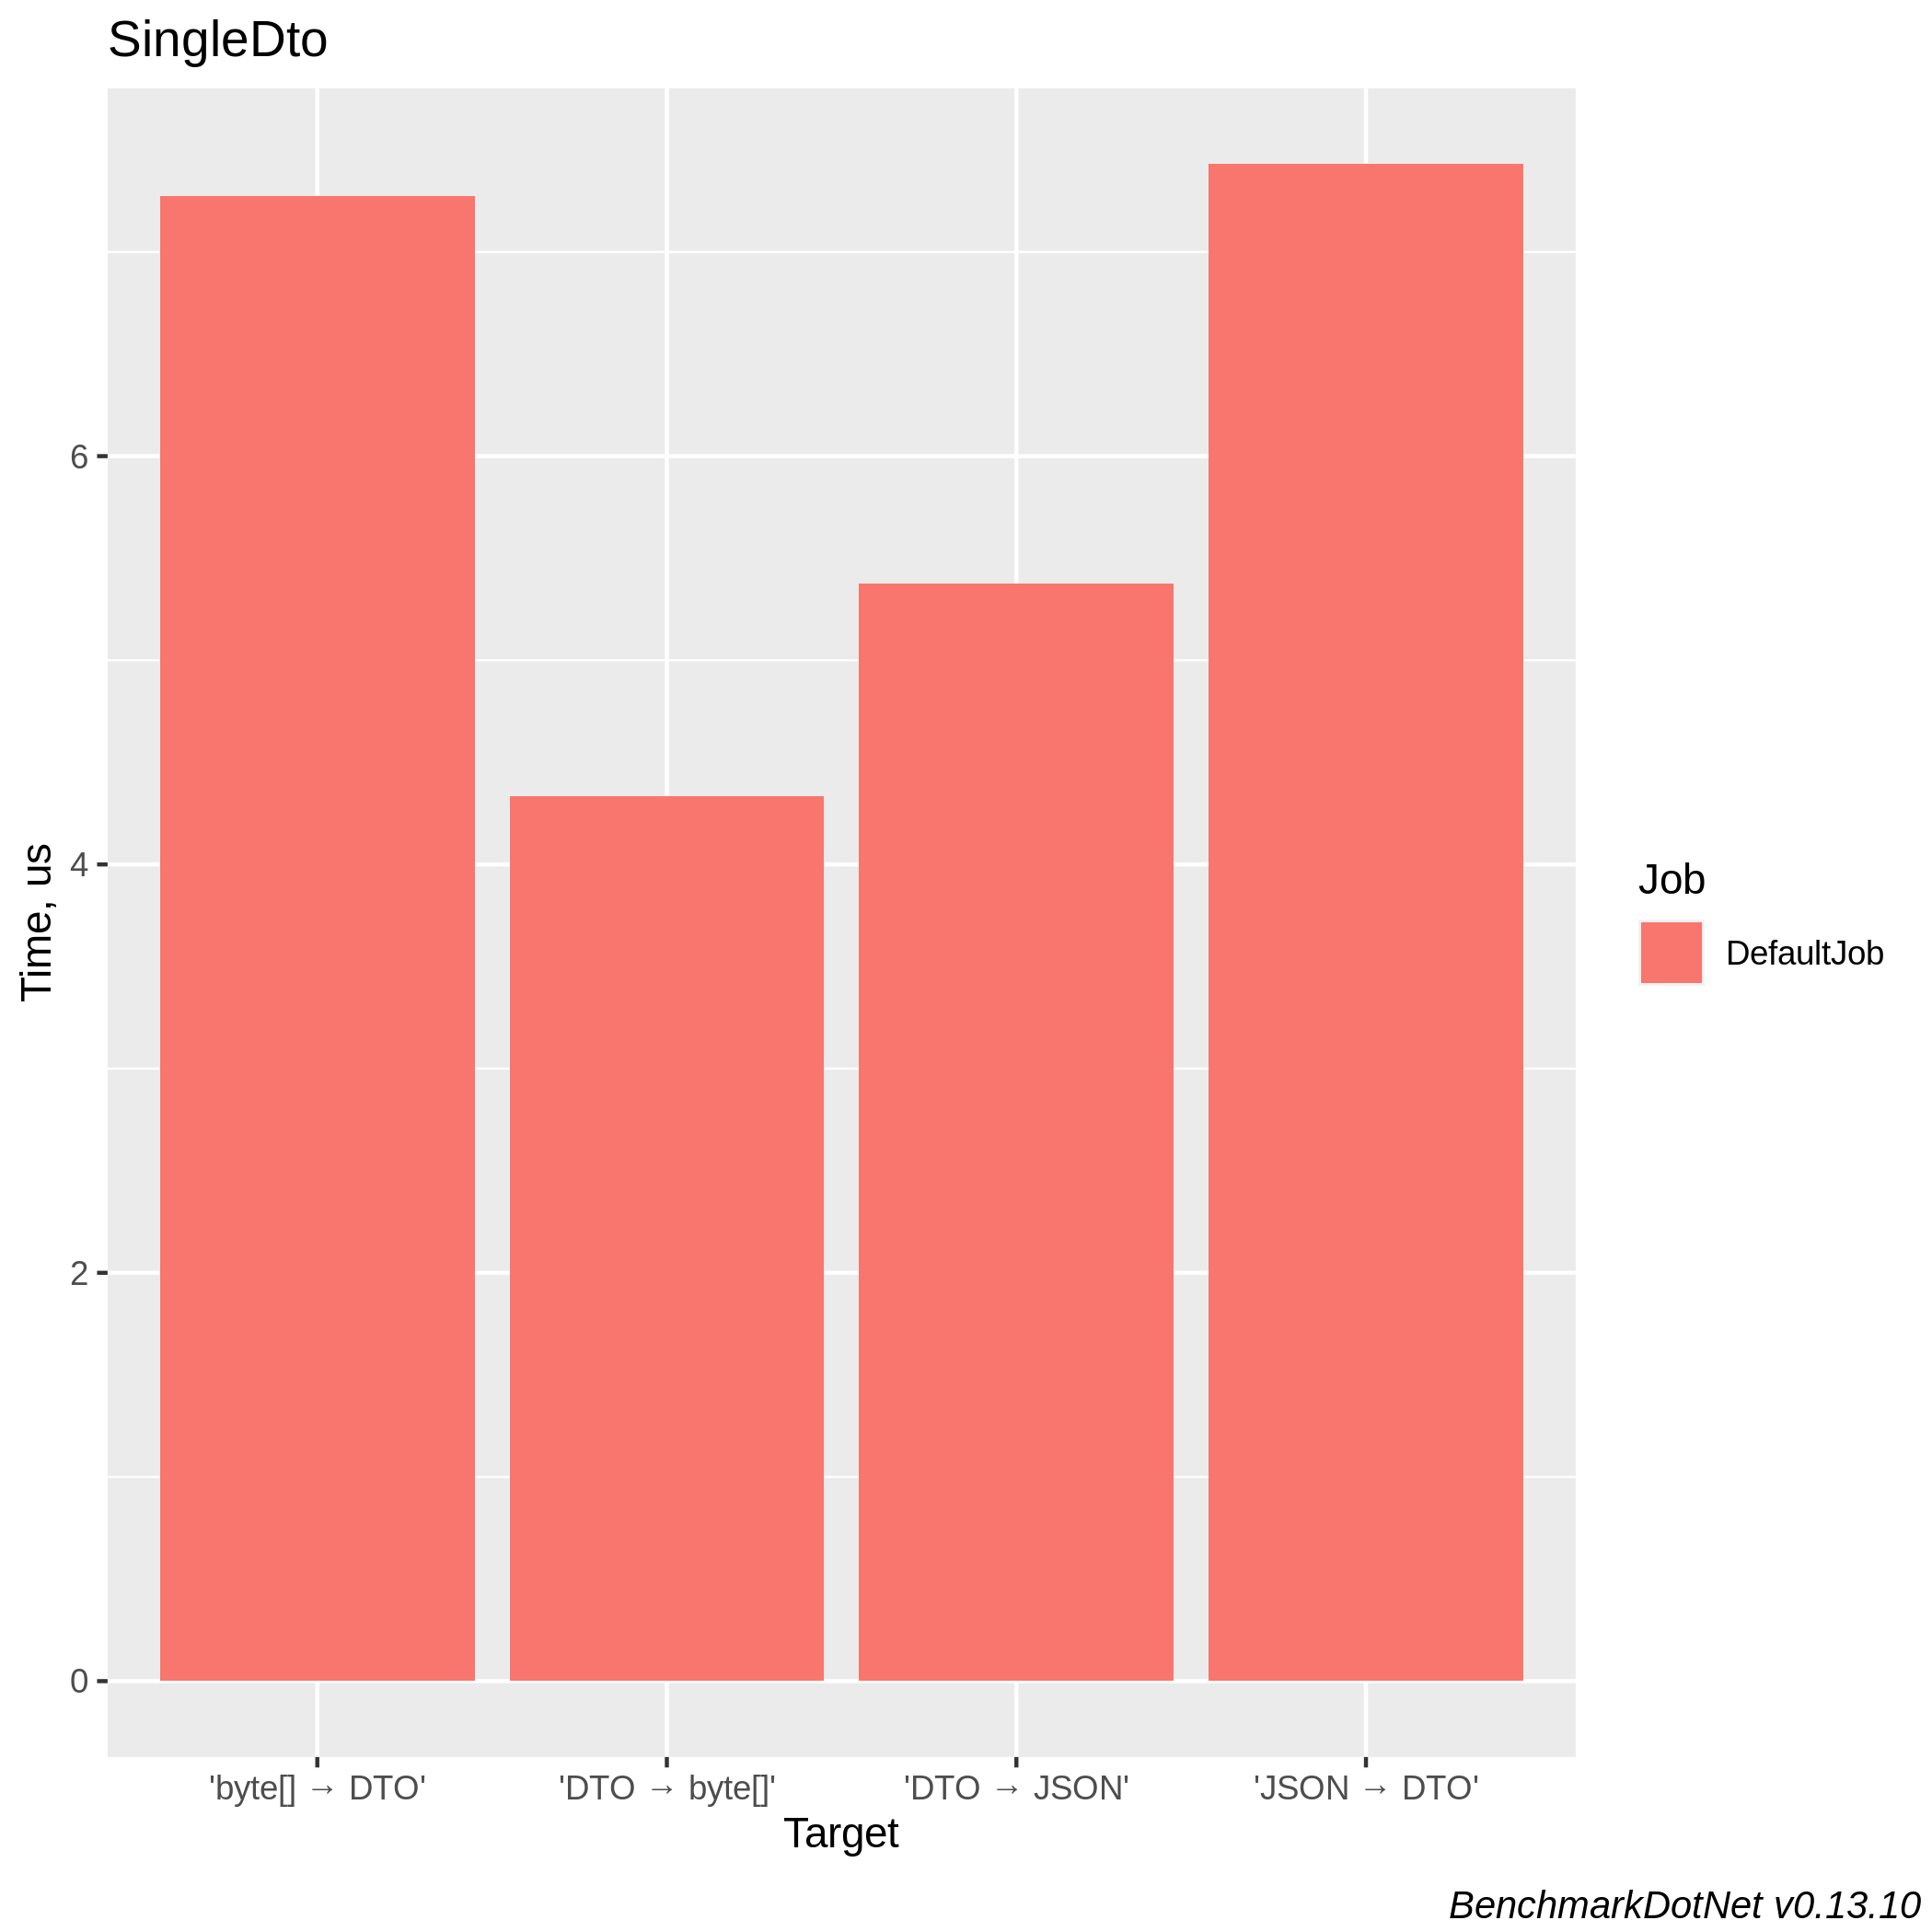 SingleDto
Time, us
6
4
2
0
'byte[] → DTO'
'DTO → byte[]'
'DTO → JSON'
'JSON → DTO'
Target
Job
DefaultJob
BenchmarkDotNet v0.13.10